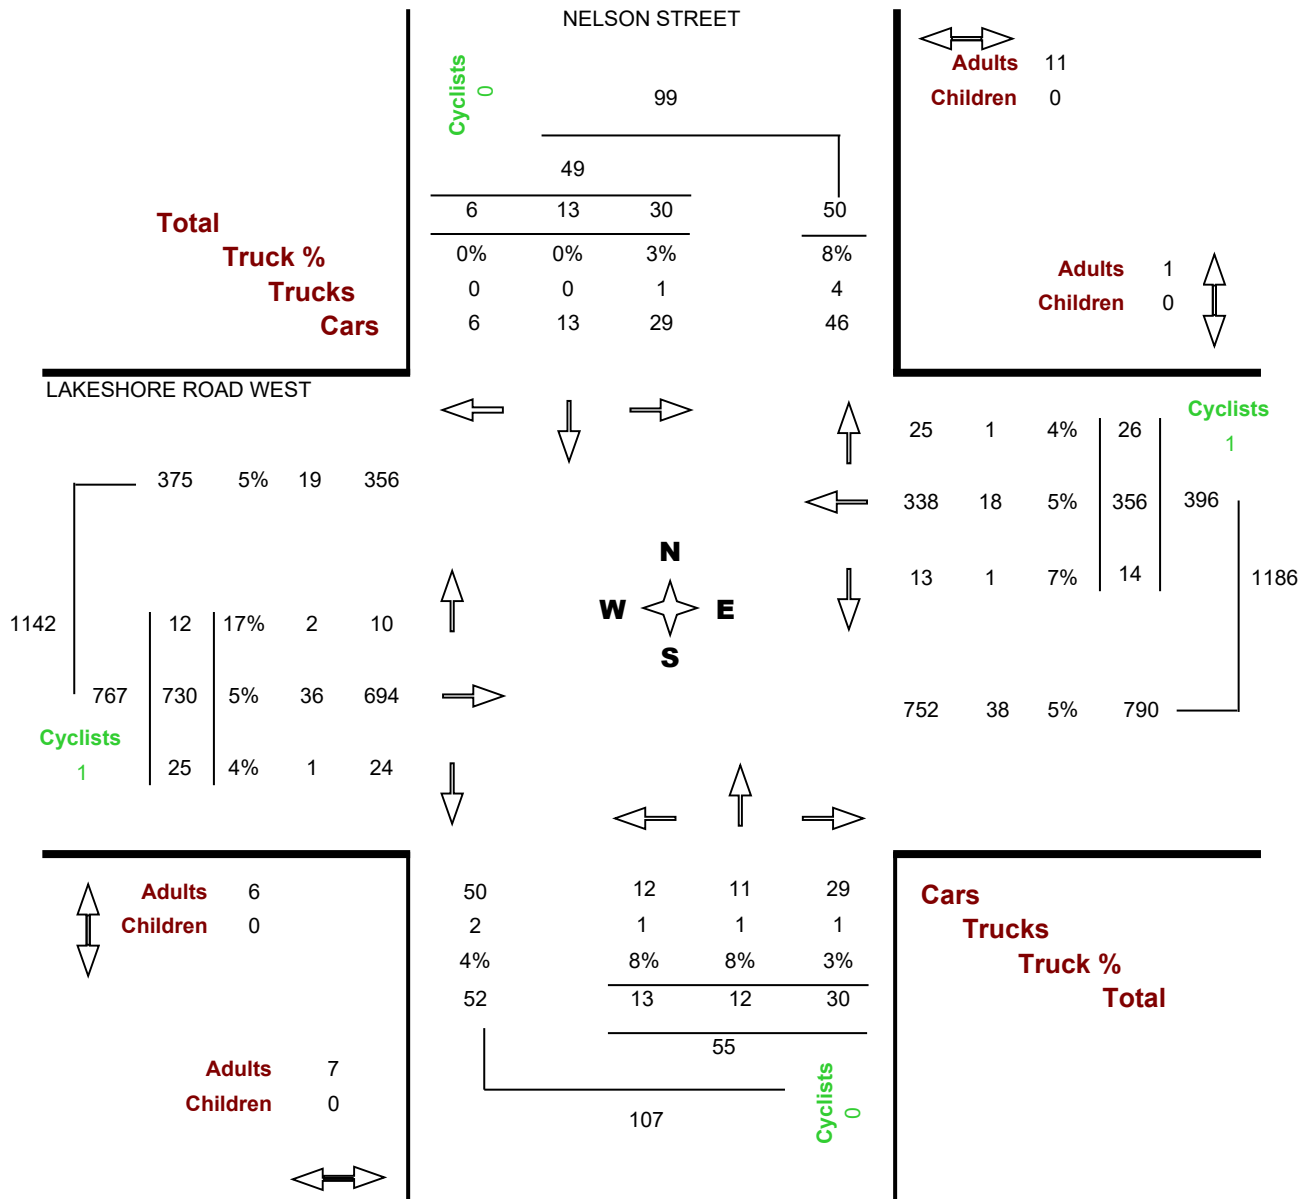 NELSON STREET
Cyclists
0
99
Adults 11
Children 0
49
6 13 30 50
Total
0% 0% 3% 8%
Truck %
Adults 1
0 0 1 4
Trucks
Children 0
6 13 29 46
Cars
LAKESHORE ROAD WEST
Cyclists
1
25 1 4% 26
375 5% 19 356
338 18 5% 356 396
N
13 1 7% 14
1186
W E
1142
12 17% 2 10
S
767 730 5% 36 694
752 38 5% 790
Cyclists
1
25 4% 1 24
Adults 6
Children 0
50
2
4%
52
12 11 29
1 1 1
8% 8% 3%
13 12 30
Cars
Trucks
Truck %
Total
55
Adults 7
Children 0
Cyclists
0
107